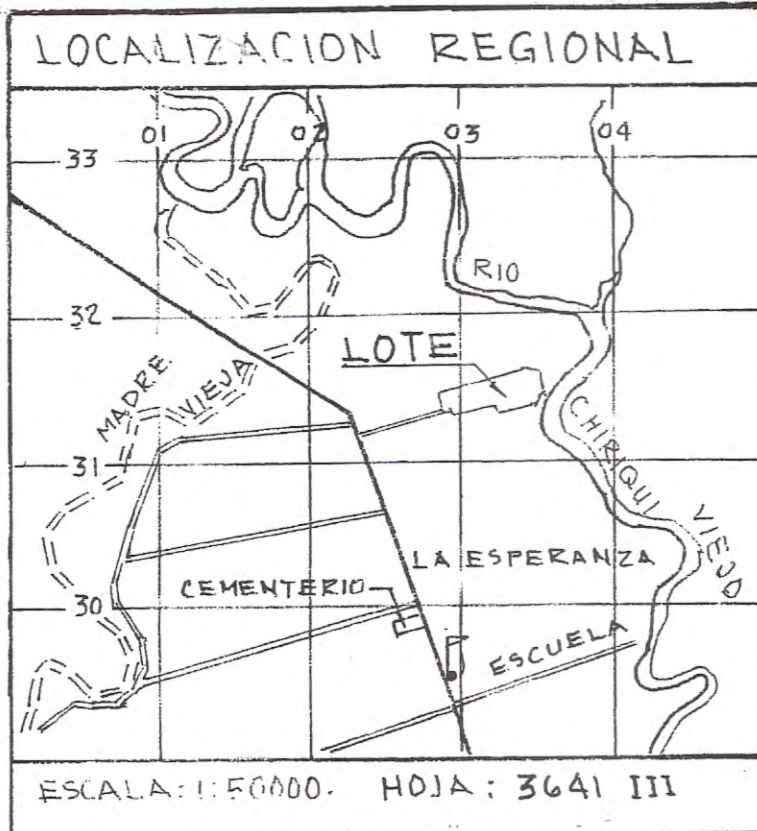 LOCALIZACION REGIONAL
01 02 03 04
33
RIO
32
LOTE
MADRE VIEJA
CHIRIQUI VIEJO
31
LA ESPERANZA
CEMENTERIO
30
ESCUELA
ESCALA: 1:50000. HOJA: 3641 III